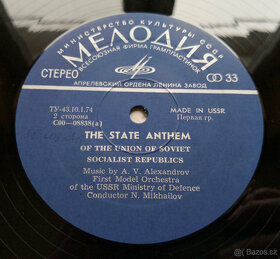 МИНИСТЕРСТВО КУЛЬТУРЫ СССР
МЕЛОДИЯ
ВСЕСОЮЗНАЯ ФИРМА ГРАМПЛАСТИНОК
СТЕРЕО
33
АПРЕЛЕВСКИЙ ОРДЕНА ЛЕНИНА ЗАВОД
ТУ-43.10.1.74
2 сторона
С00—08838(а)
MADE IN USSR
Первая гр.
THE STATE ANTHEM
OF THE UNION OF SOVIET
SOCIALIST REPUBLICS
Music by A. V. Alexandrov
First Model Orchestra
of the USSR Ministry of Defence
Conductor N. Mikhailov